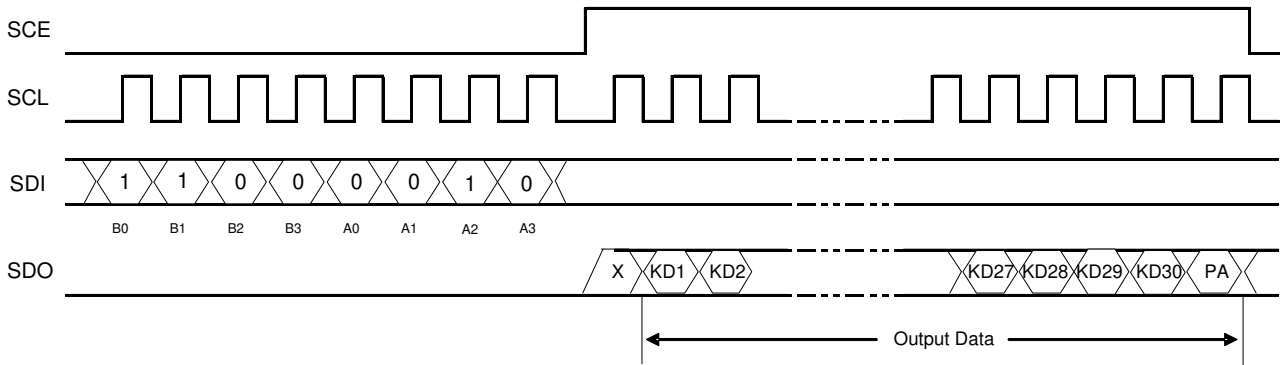 SCE
SCL
SDI 1 1 0 0 0 0 1 0
B0 B1 B2 B3 A0 A1 A2 A3
SDO X KD1 KD2 KD27 KD28 KD29 KD30 PA
Output Data